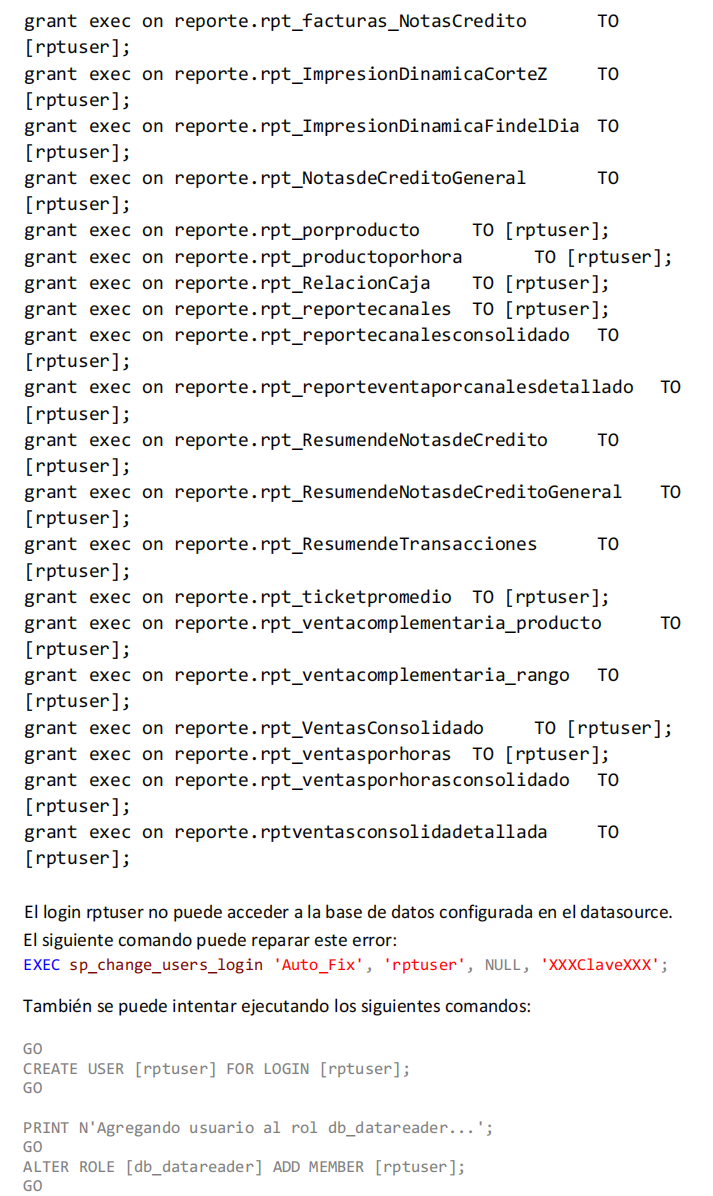 grant exec on reporte.rpt_facturas_NotasCredito TO
[rptuser];
grant exec on reporte.rpt_ImpresionDinamicaCorteZ TO
[rptuser];
grant exec on reporte.rpt_ImpresionDinamicaFindelDia TO
[rptuser];
grant exec on reporte.rpt_NotasdeCreditoGeneral TO
[rptuser];
grant exec on reporte.rpt_porproducto TO [rptuser];
grant exec on reporte.rpt_productoporhora TO [rptuser];
grant exec on reporte.rpt_RelacionCaja TO [rptuser];
grant exec on reporte.rpt_reportecanales TO [rptuser];
grant exec on reporte.rpt_reportecanalesconsolidado TO
[rptuser];
grant exec on reporte.rpt_reporteventaporcanalesdetallado TO
[rptuser];
grant exec on reporte.rpt_ResumendeNotasdeCredito TO
[rptuser];
grant exec on reporte.rpt_ResumendeNotasdeCreditoGeneral TO
[rptuser];
grant exec on reporte.rpt_ResumendeTransacciones TO
[rptuser];
grant exec on reporte.rpt_ticketpromedio TO [rptuser];
grant exec on reporte.rpt_ventacomplementaria_producto TO
[rptuser];
grant exec on reporte.rpt_ventacomplementaria_rango TO
[rptuser];
grant exec on reporte.rpt_VentasConsolidado TO [rptuser];
grant exec on reporte.rpt_ventasporhoras TO [rptuser];
grant exec on reporte.rpt_ventasporhorasconsolidado TO
[rptuser];
grant exec on reporte.rptventasconsolidadetallada TO
[rptuser];
El login rptuser no puede acceder a la base de datos configurada en el datasource.
El siguiente comando puede reparar este error:
EXEC sp_change_users_login 'Auto_Fix', 'rptuser', NULL, 'XXXClaveXXX';
También se puede intentar ejecutando los siguientes comandos:
GO
CREATE USER [rptuser] FOR LOGIN [rptuser];
GO
PRINT N'Agregando usuario al rol db_datareader...';
GO
ALTER ROLE [db_datareader] ADD MEMBER [rptuser];
GO